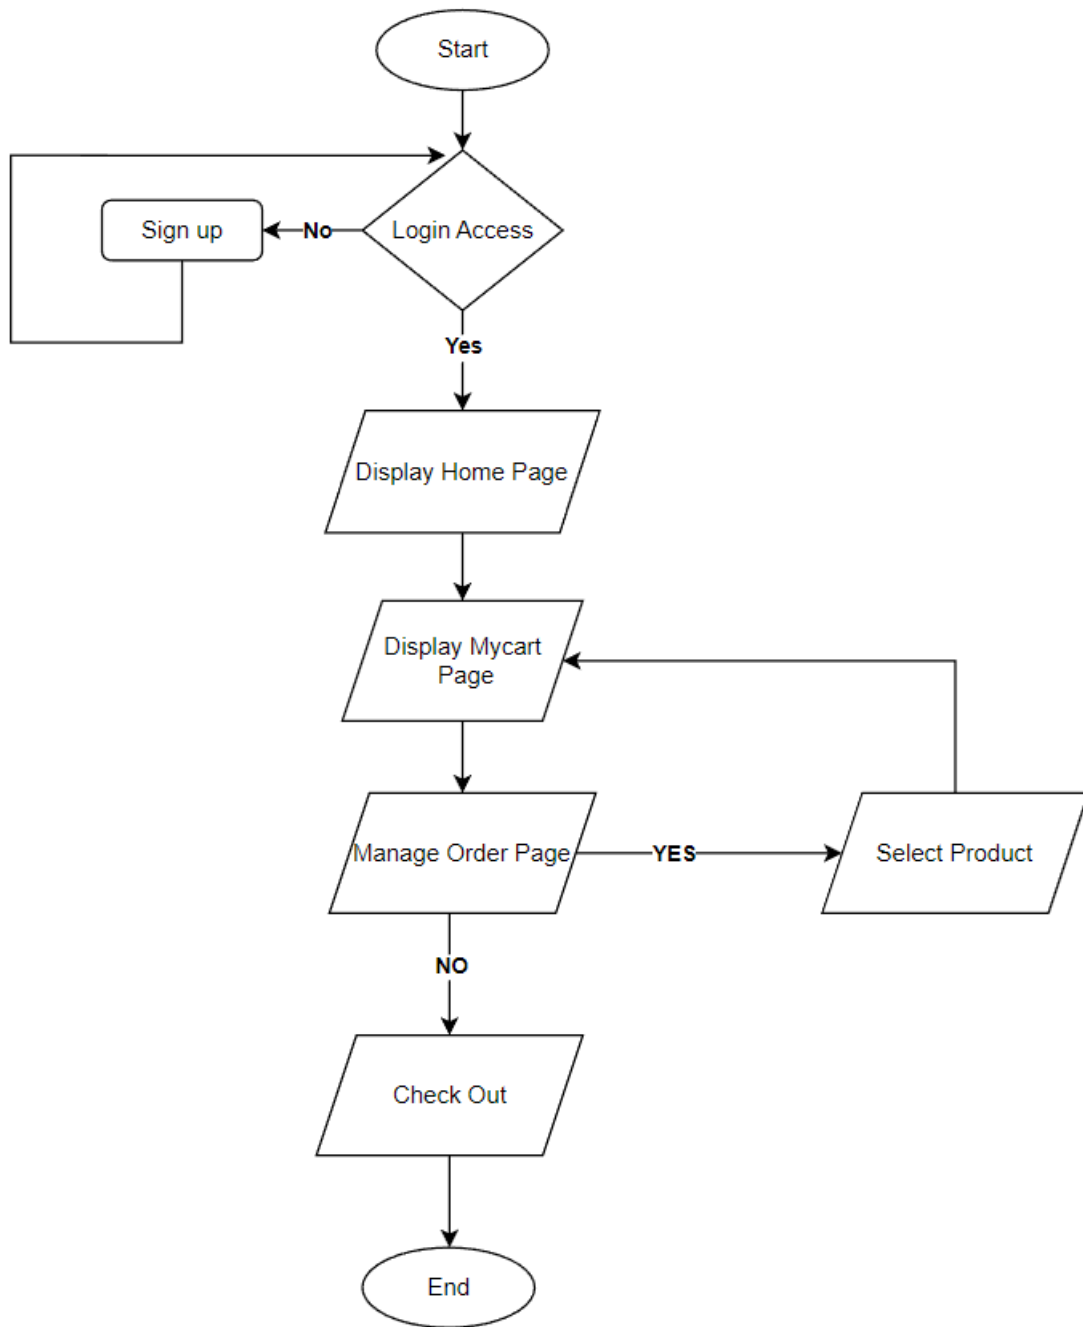 Start
Login Access
No
Sign up
Yes
Display Home Page
Display Mycart
Page
Manage Order Page
YES
Select Product
NO
Check Out
End